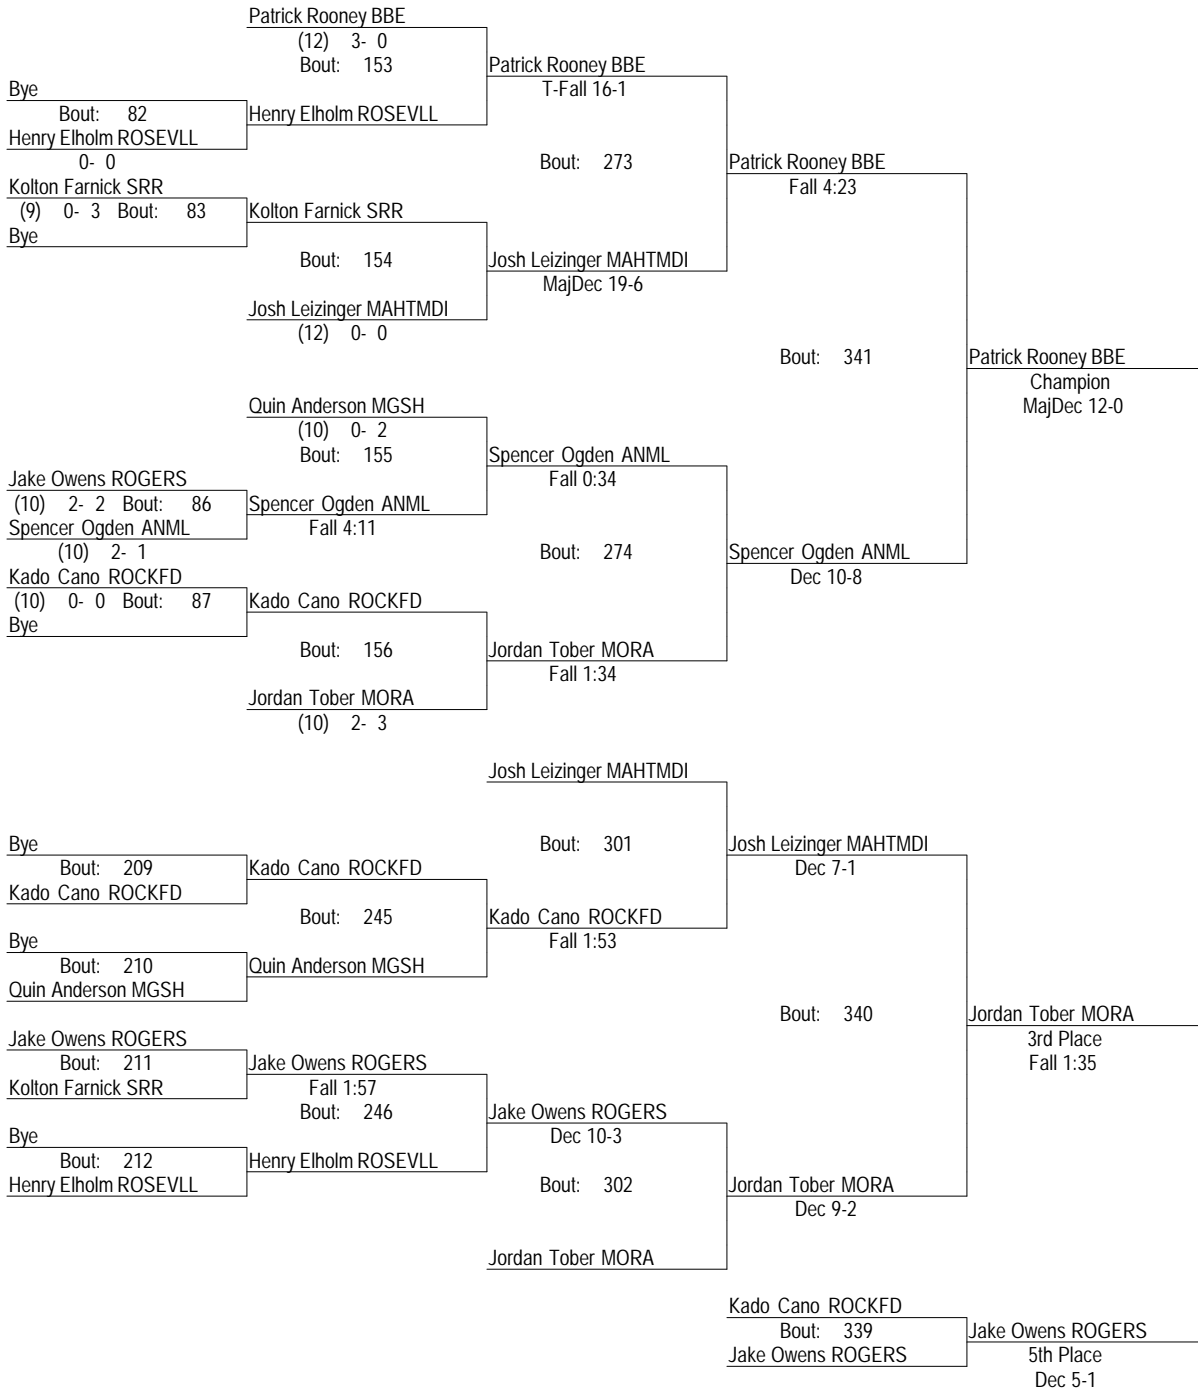 Patrick Rooney BBE
(12) 3- 0
Bout: 153
Patrick Rooney BBE
T-Fall 16-1
Bye
Bout: 82
Henry Elholm ROSEVLL
Henry Elholm ROSEVLL
0- 0
Bout: 273
Patrick Rooney BBE
Fall 4:23
Kolton Farnick SRR
(9) 0- 3 Bout: 83
Kolton Farnick SRR
Bye
Bout: 154
Josh Leizinger MAHTMDI
MajDec 19-6
Josh Leizinger MAHTMDI
(12) 0- 0
Bout: 341
Patrick Rooney BBE
Champion
MajDec 12-0
Quin Anderson MGSH
(10) 0- 2
Bout: 155
Spencer Ogden ANML
Fall 0:34
Jake Owens ROGERS
(10) 2- 2 Bout: 86
Spencer Ogden ANML
Fall 4:11
Spencer Ogden ANML
(10) 2- 1
Bout: 274
Spencer Ogden ANML
Dec 10-8
Kado Cano ROCKFD
(10) 0- 0 Bout: 87
Kado Cano ROCKFD
Bye
Bout: 156
Jordan Tober MORA
Fall 1:34
Jordan Tober MORA
(10) 2- 3
Josh Leizinger MAHTMDI
Bout: 301
Josh Leizinger MAHTMDI
Dec 7-1
Bye
Bout: 209
Kado Cano ROCKFD
Kado Cano ROCKFD
Bout: 245
Kado Cano ROCKFD
Fall 1:53
Bye
Bout: 210
Quin Anderson MGSH
Quin Anderson MGSH
Bout: 340
Jordan Tober MORA
3rd Place
Fall 1:35
Jake Owens ROGERS
Bout: 211
Jake Owens ROGERS
Kolton Farnick SRR
Fall 1:57
Bout: 246
Jake Owens ROGERS
Dec 10-3
Bye
Bout: 212
Henry Elholm ROSEVLL
Henry Elholm ROSEVLL
Bout: 302
Jordan Tober MORA
Dec 9-2
Jordan Tober MORA
Kado Cano ROCKFD
Bout: 339
Jake Owens ROGERS
Jake Owens ROGERS
5th Place
Dec 5-1